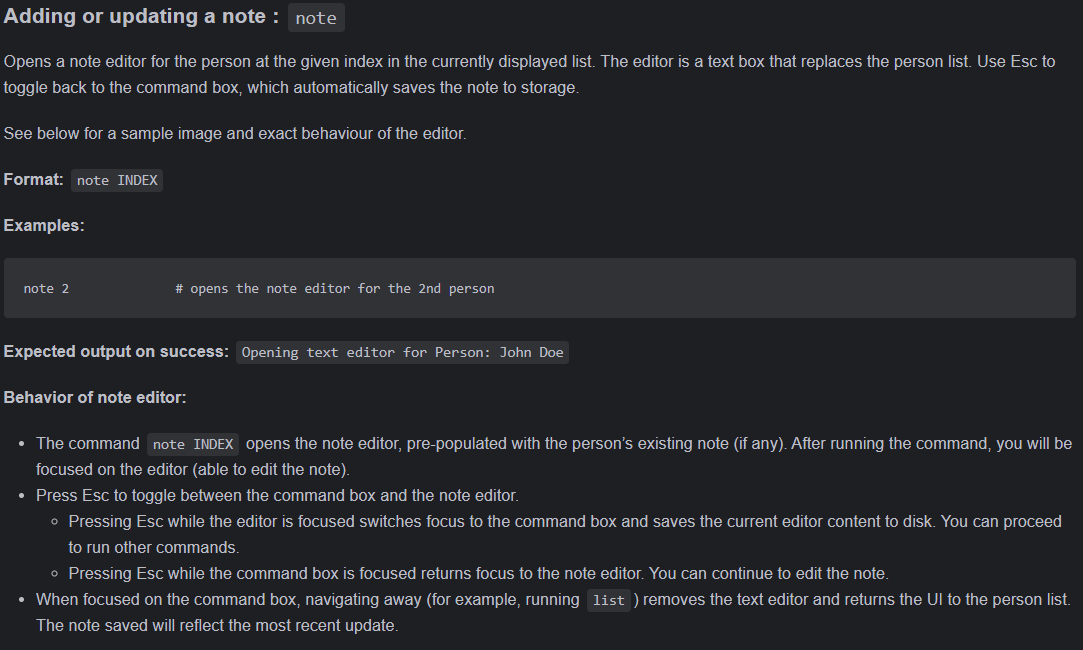 Adding or updating a note : note
Opens a note editor for the person at the given index in the currently displayed list. The editor is a text box that replaces the person list. Use Esc to
toggle back to the command box, which automatically saves the note to storage.
See below for a sample image and exact behaviour of the editor.
Format: note INDEX
Examples:
note 2              # opens the note editor for the 2nd person
Expected output on success: Opening text editor for Person: John Doe
Behavior of note editor:
• The command note INDEX opens the note editor, pre-populated with the person’s existing note (if any). After running the command, you will be
focused on the editor (able to edit the note).
• Press Esc to toggle between the command box and the note editor.
◦ Pressing Esc while the editor is focused switches focus to the command box and saves the current editor content to disk. You can proceed
to run other commands.
◦ Pressing Esc while the command box is focused returns focus to the note editor. You can continue to edit the note.
• When focused on the command box, navigating away (for example, running list ) removes the text editor and returns the UI to the person list.
The note saved will reflect the most recent update.